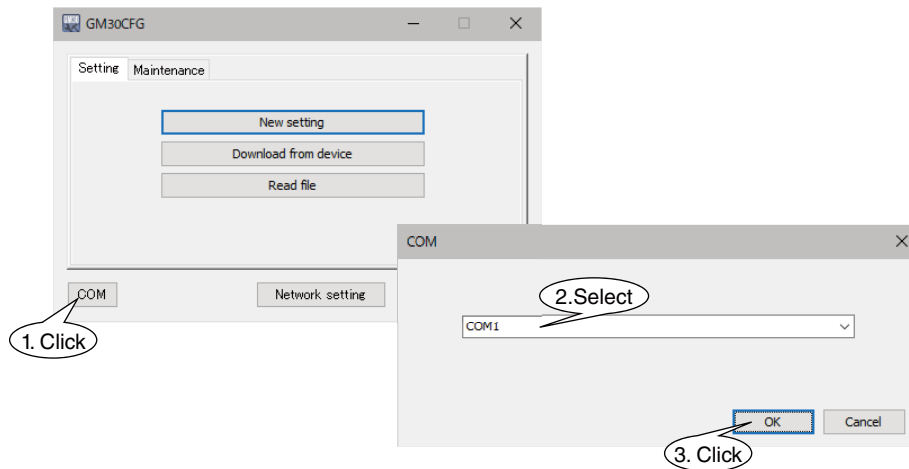 GM30CFG
Setting Maintenance
New setting
Download from device
Read file
COM
Network setting
1. Click
COM
2.Select
COM1
OK Cancel
3. Click